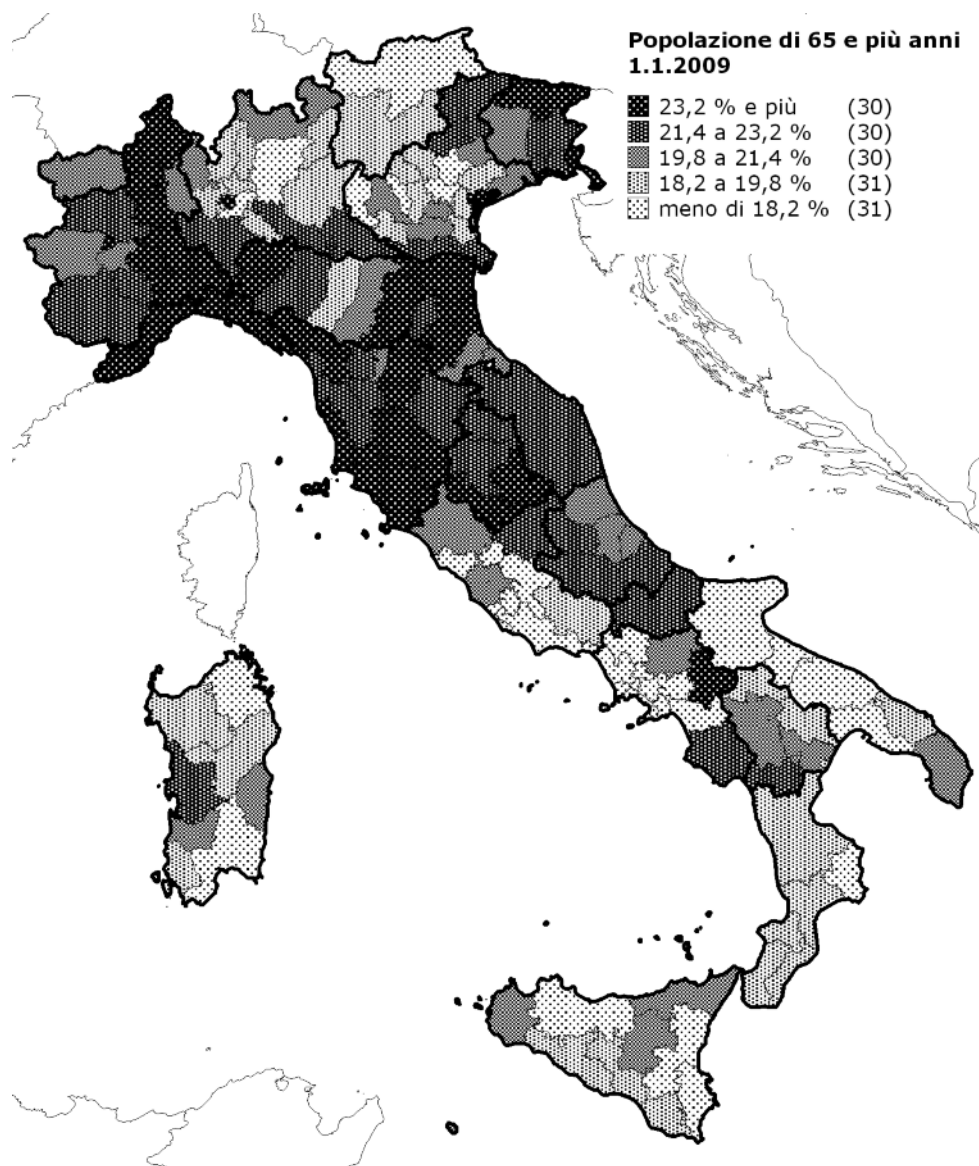 Popolazione di 65 e più anni
1.1.2009
23,2 % e più (30)
21,4 a 23,2 % (30)
19,8 a 21,4 % (30)
18,2 a 19,8 % (31)
meno di 18,2 % (31)